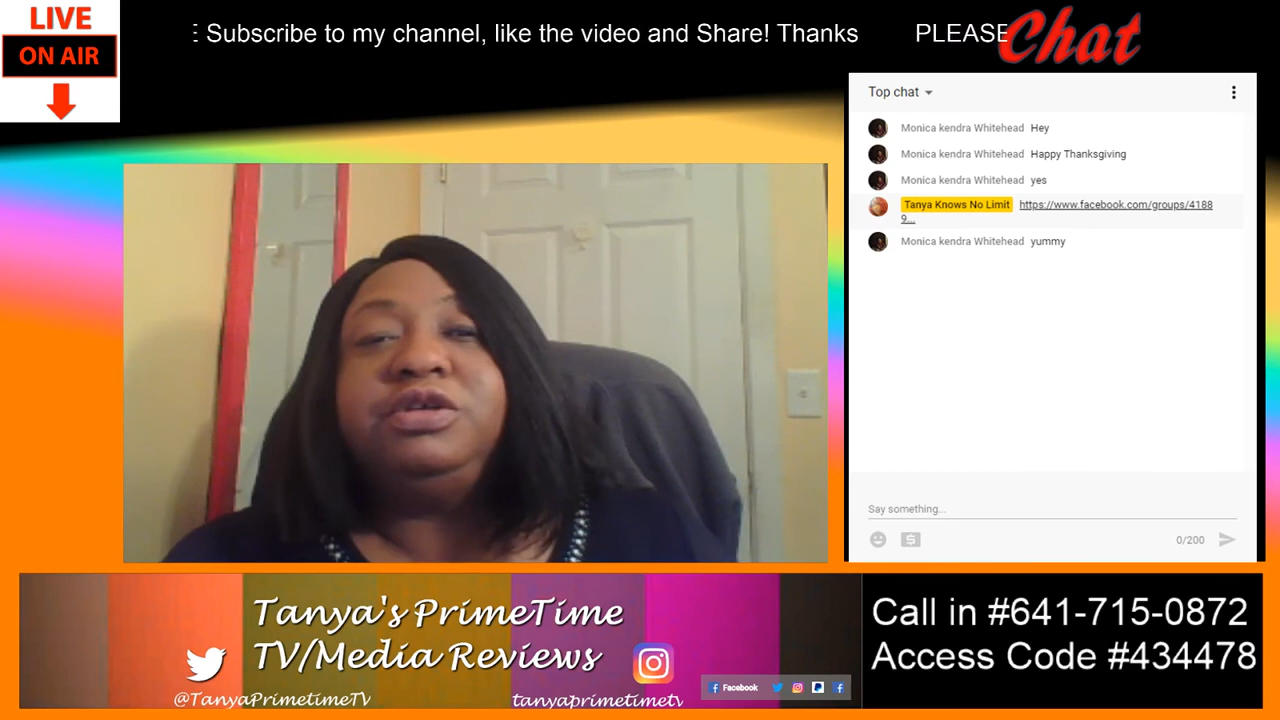 LIVE
ON AIR
Subscribe to my channel, like the video and Share! Thanks PLEASE
Chat
Top chat
Monica kendra Whitehead Hey
Monica kendra Whitehead Happy Thanksgiving
Monica kendra Whitehead yes
Tanya Knows No Limit https://www.facebook.com/groups/4188
9...
Monica kendra Whitehead yummy
Say something...
0/200
Tanya's PrimeTime
TV/Media Reviews
@TanyaPrimetimeTV
tanyaprimetimetv
Facebook
Call in #641-715-0872
Access Code #434478